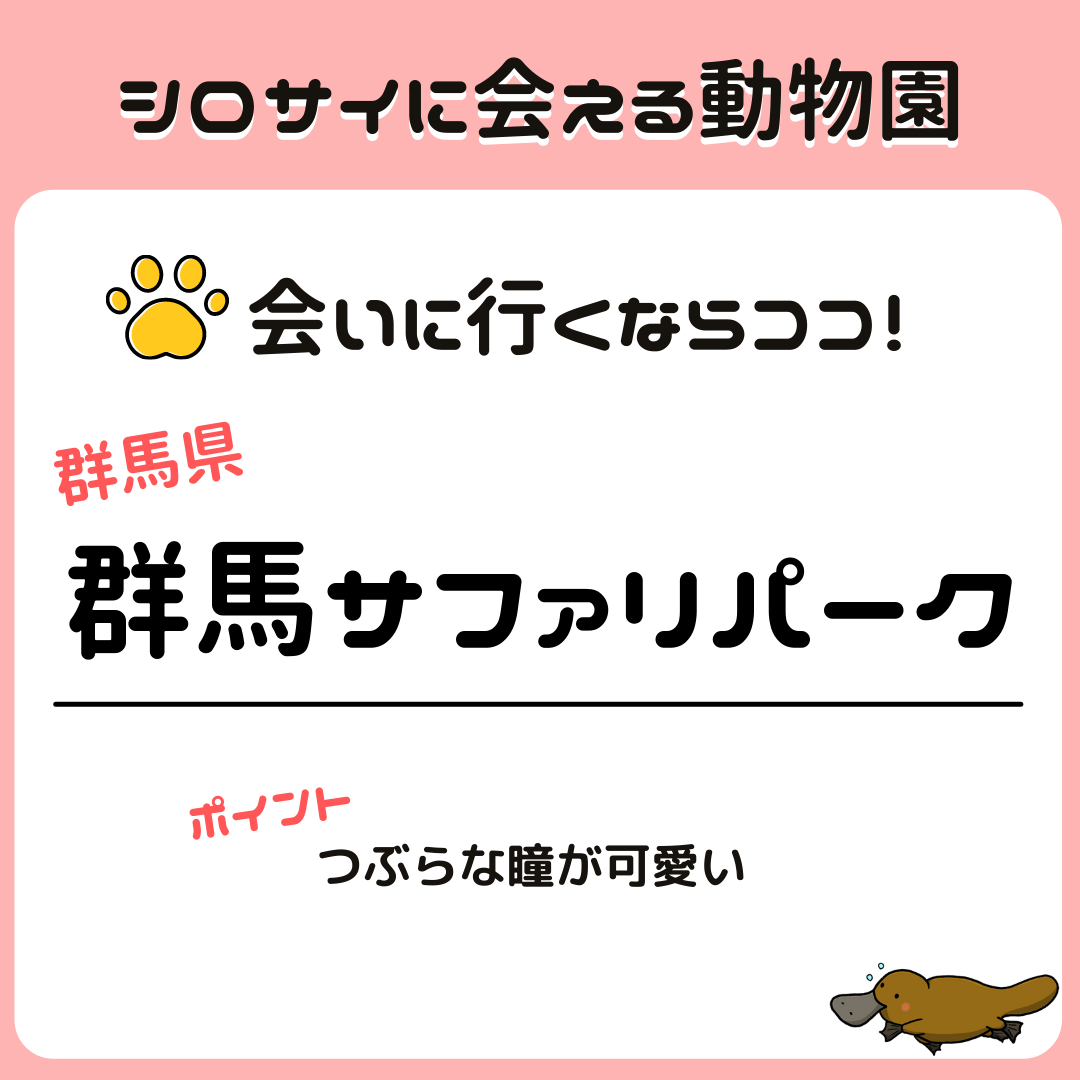 シロサイに会える動物園
会いに行くならココ!
群馬県
群馬サファリパーク
ポイント
つぶらな瞳が可愛い